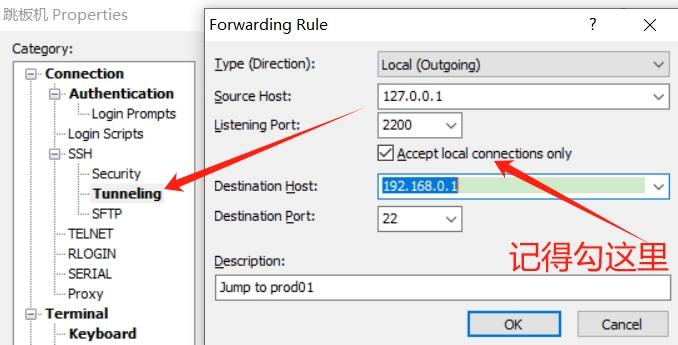 跳板机 Properties
Category:
Connection
Authentication
Login Prompts
Login Scripts
SSH
Security
Tunneling
SFTP
TELNET
RLOGIN
SERIAL
Proxy
Terminal
Keyboard
Forwarding Rule
?
Type (Direction):
Local (Outgoing)
Source Host:
127.0.0.1
Listening Port:
2200
Accept local connections only
Destination Host:
192.168.0.1
Destination Port:
22
记得勾这里
Description:
Jump to prod01
OK
Cancel